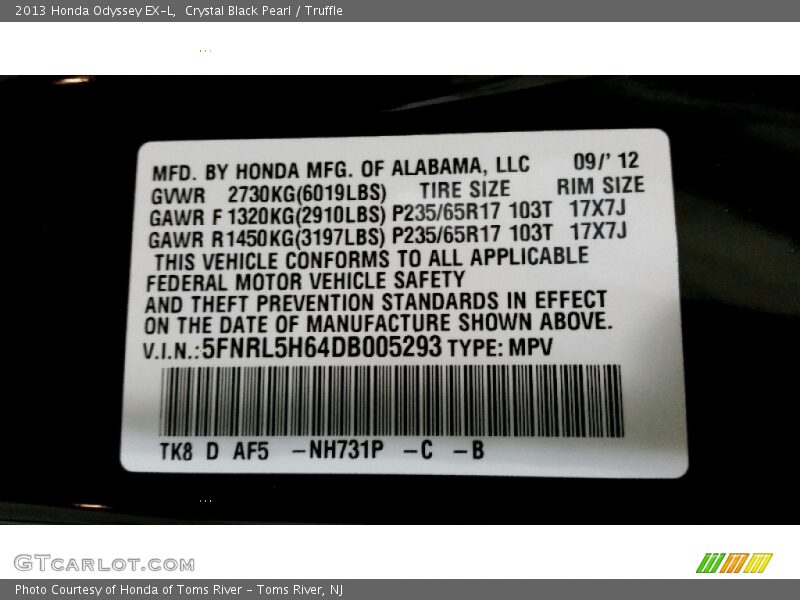 2013 Honda Odyssey EX-L,  Crystal Black Pearl / Truffle
...
MFD. BY HONDA MFG. OF ALABAMA, LLC 09/' 12
GVWR 2730KG(6019LBS) TIRE SIZE RIM SIZE
GAWR F 1320KG(2910LBS) P235/65R17 103T 17X7J
GAWR R1450KG(3197LBS) P235/65R17 103T 17X7J
THIS VEHICLE CONFORMS TO ALL APPLICABLE
FEDERAL MOTOR VEHICLE SAFETY
AND THEFT PREVENTION STANDARDS IN EFFECT
ON THE DATE OF MANUFACTURE SHOWN ABOVE.
V.I.N.:5FNRL5H64DB005293 TYPE: MPV
TK8 D AF5 -NH731P -C -B
...
GTCARLOT.COM
Photo Courtesy of Honda of Toms River - Toms River, NJ